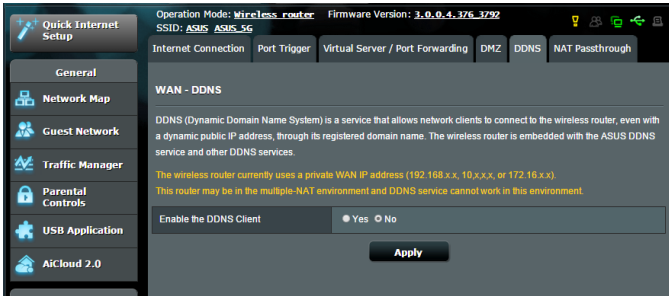 Quick Internet
Setup
Operation Mode: Wireless router Firmware Version: 3.0.0.4.376_3792
SSID: ASUS ASUS_5G
Internet Connection Port Trigger Virtual Server / Port Forwarding DMZ DDNS NAT Passthrough
General
Network Map
Guest Network
Traffic Manager
Parental
Controls
USB Application
AiCloud 2.0
WAN - DDNS
DDNS (Dynamic Domain Name System) is a service that allows network clients to connect to the wireless router, even with
a dynamic public IP address, through its registered domain name. The wireless router is embedded with the ASUS DDNS
service and other DDNS services.
The wireless router currently uses a private WAN IP address (192.168.x.x, 10,x,x,x, or 172.16.x.x).
This router may be in the multiple-NAT environment and DDNS service cannot work in this environment.
Enable the DDNS Client Yes No
Apply